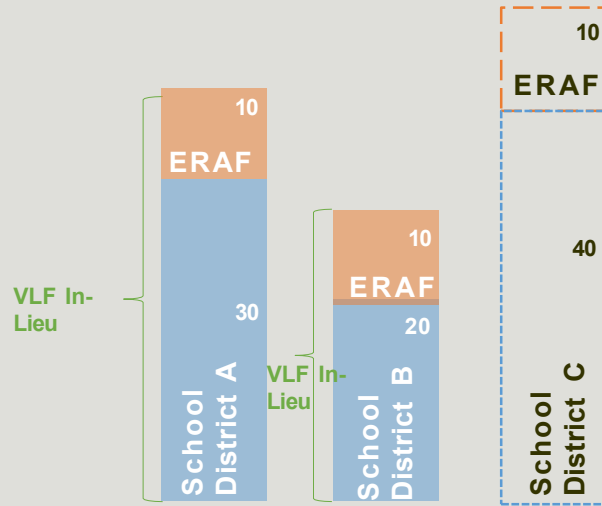 10
ERAF
VLF In-
Lieu
30
School
District A
10
ERAF
20
VLF In-
Lieu
School
District B
10
ERAF
40
School
District C